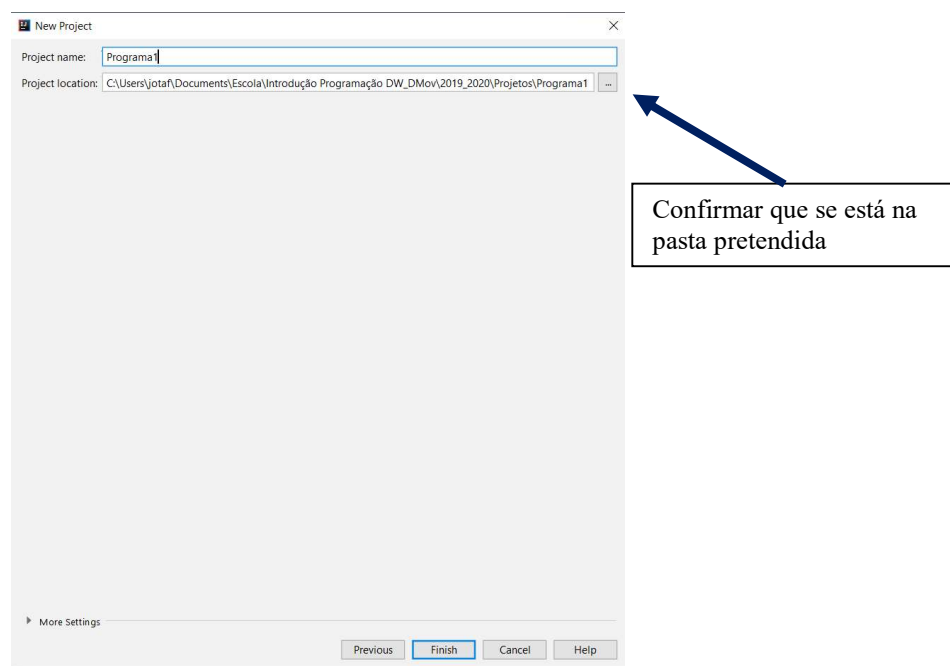 New Project
Project name: Programa1
Project location: C:\Users\jotaf\Documents\Escola\Introdução Programação DW_DMov\2019_2020\Projetos\Programa1 ...
Confirmar que se está na
pasta pretendida
More Settings
Previous Finish Cancel Help